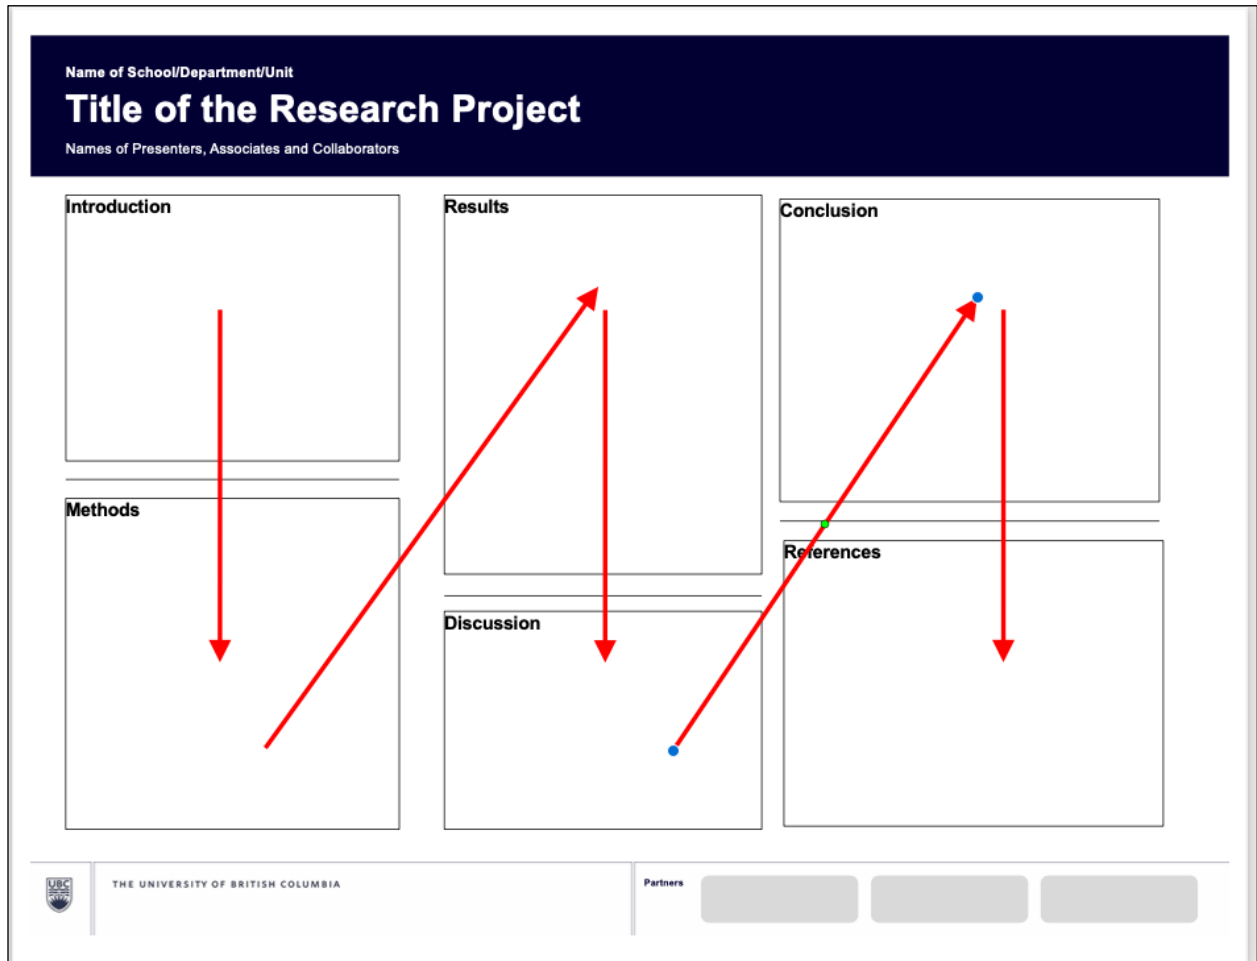 Name of School/Department/Unit
Title of the Research Project
Names of Presenters, Associates and Collaborators
Introduction
Methods
Results
Discussion
Conclusion
References
UBC
THE UNIVERSITY OF BRITISH COLUMBIA
Partners